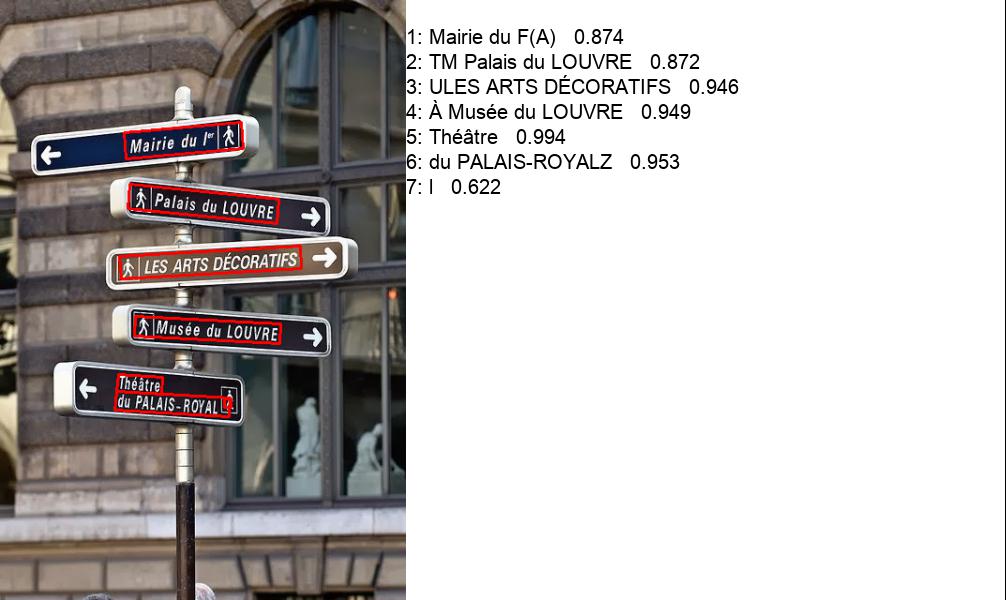 Mairie du Ier
Palais du LOUVRE
LES ARTS DÉCORATIFS
Musée du LOUVRE
Théâtre
du PALAIS-ROYAL
1: Mairie du F(A) 0.874
2: TM Palais du LOUVRE 0.872
3: ULES ARTS DÉCORATIFS 0.946
4: À Musée du LOUVRE 0.949
5: Théâtre 0.994
6: du PALAIS-ROYALZ 0.953
7: l 0.622